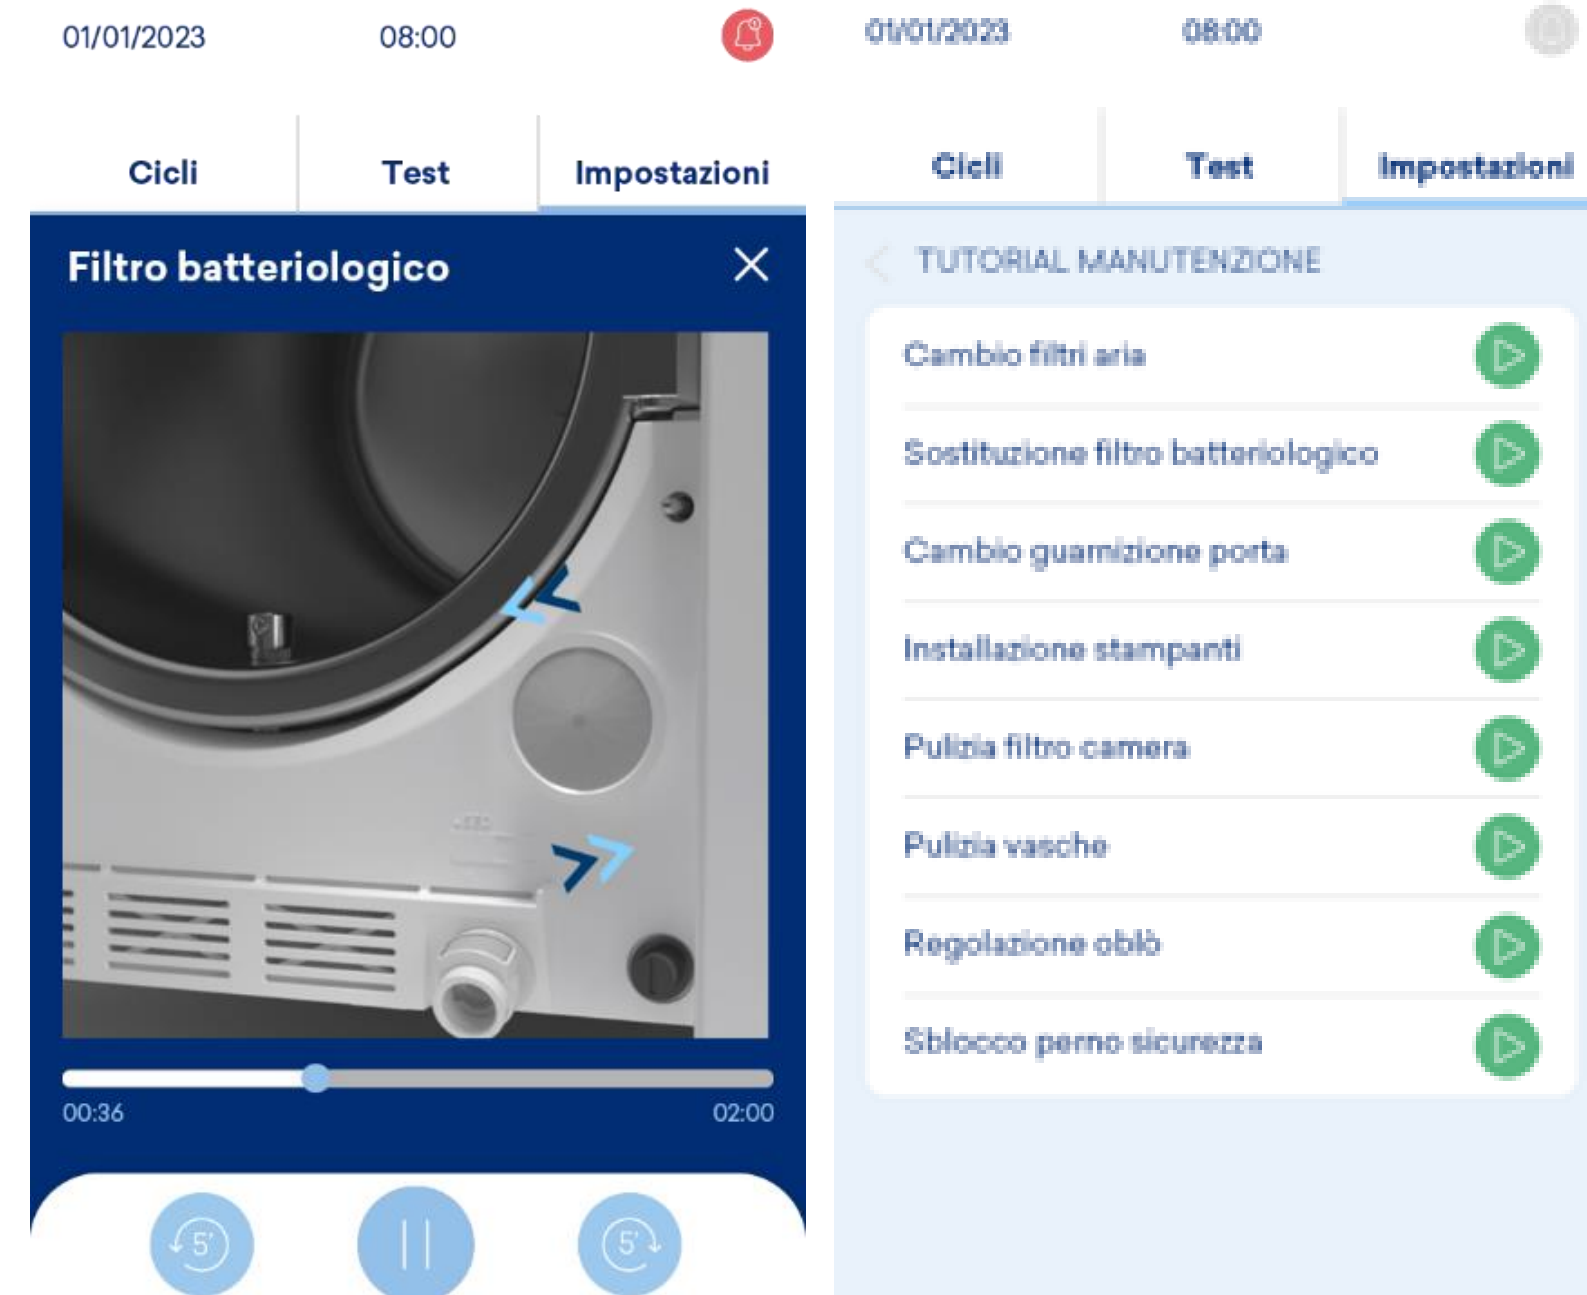 01/01/2023 08:00
Cicli Test Impostazioni
Filtro batteriologico
00:36 02:00
5' 5'
01/01/2023 08:00
Cicli Test Impostazioni
TUTORIAL MANUTENZIONE
Cambio filtri aria
Sostituzione filtro batteriologico
Cambio guarnizione porta
Installazione stampanti
Pulizia filtro camera
Pulizia vasche
Regolazione oblò
Sblocco perno sicurezza